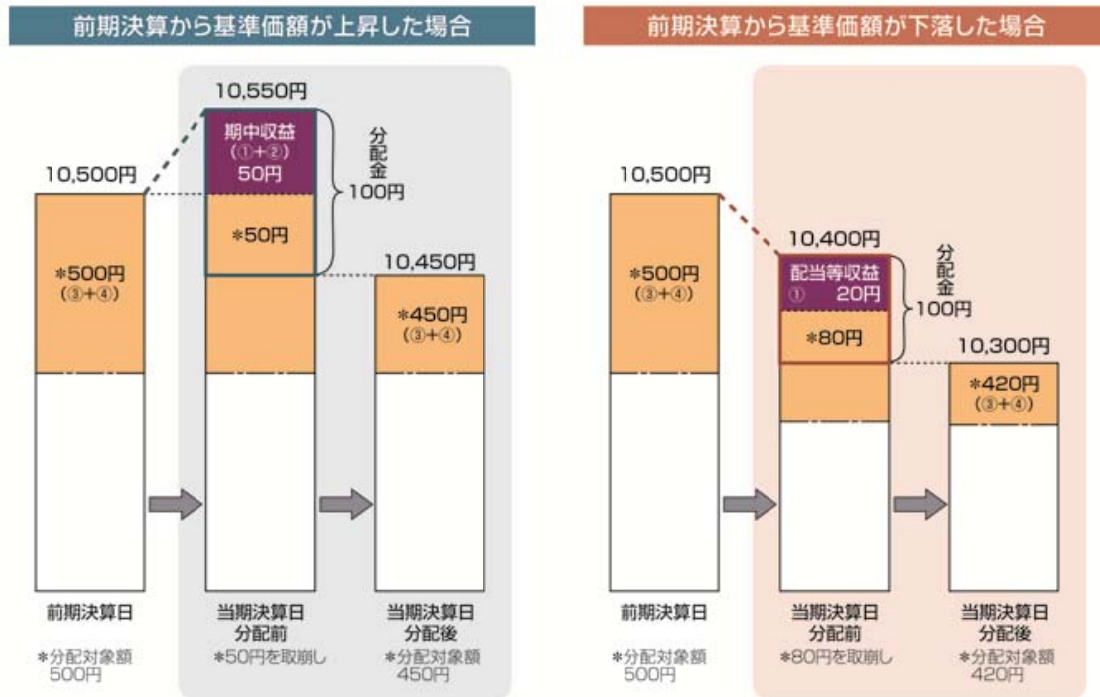 前期決算から基準価額が上昇した場合
10,550円
期中収益
(①+②)
50円
分配金
100円
10,500円
*50円
10,450円
*500円
(③+④)
*450円
(③+④)
前期決算日
当期決算日
分配前
当期決算日
分配後
*分配対象額
500円
*50円を取崩し
*分配対象額
450円
前期決算から基準価額が下落した場合
10,500円
10,400円
配当等収益
① 20円
分配金
100円
*500円
(③+④)
*80円
10,300円
*420円
(③+④)
前期決算日
当期決算日
分配前
当期決算日
分配後
*分配対象額
500円
*80円を取崩し
*分配対象額
420円